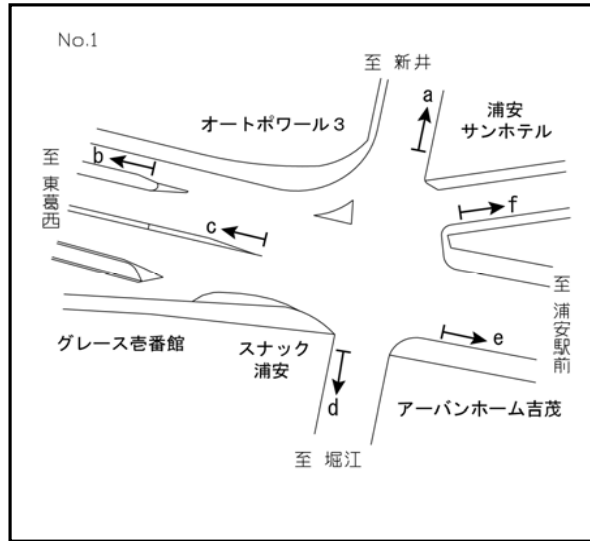 No.1
至 新井
オートポワール3
a
浦安
サンホテル
b
至 東葛西
c
f
e
至 浦安駅前
グレース壱番館
スナック
浦安
d
アーバンホーム吉茂
至 堀江